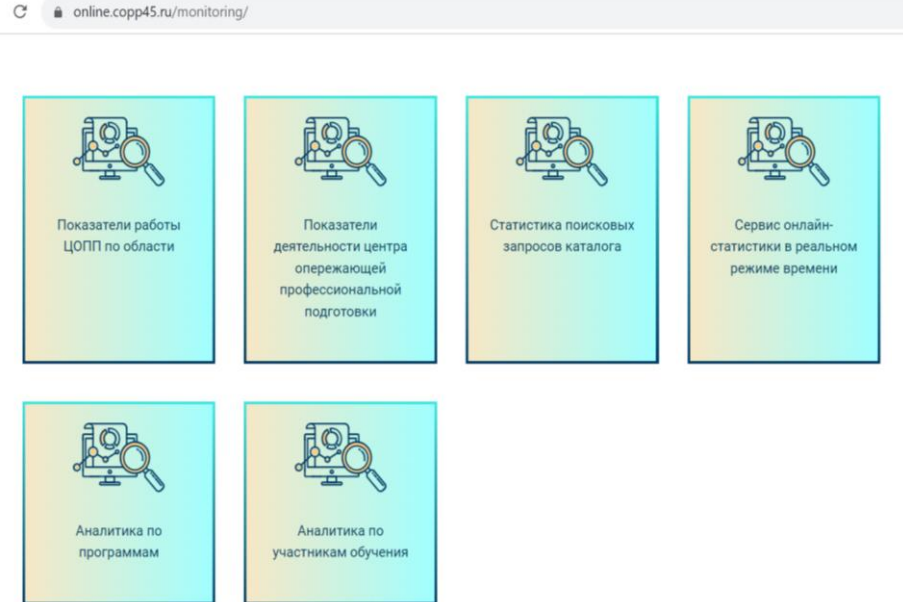 online.copp45.ru/monitoring/
Показатели работы
ЦОПП по области
Показатели
деятельности центра
опережающей
профессиональной
подготовки
Статистика поисковых
запросов каталога
Сервис онлайн-
статистики в реальном
режиме времени
Аналитика по
программам
Аналитика по
участникам обучения